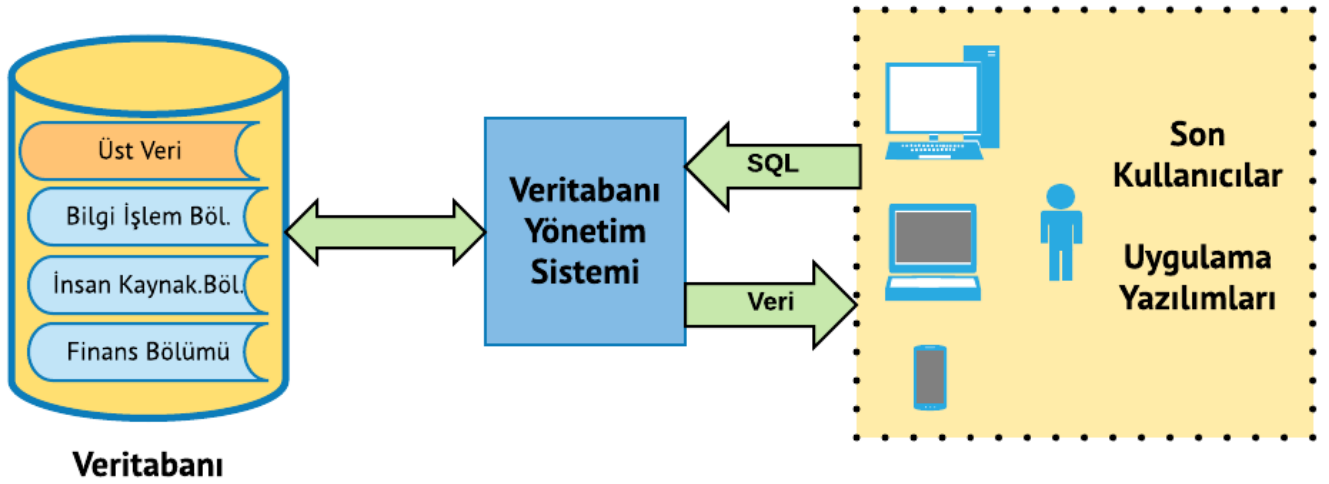 Üst Veri
Bilgi İşlem Böl.
İnsan Kaynak.Böl.
Finans Bölümü
Veritabanı
Veritabanı
Yönetim
Sistemi
SQL
Veri
Son
Kullanıcılar
Uygulama
Yazılımları